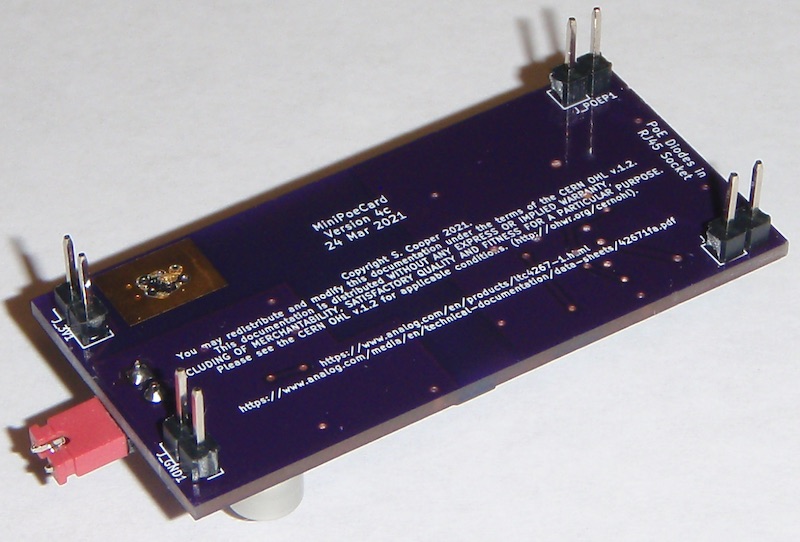 J_POEP1
PoE Diodes in
RJ45 Socket
MiniPoeCard
Version 4c
24 Mar 2021
Copyright S. Cooper 2021.
You may redistribute and modify this documentation under the terms of the CERN OHL v.1.2.
This documentation is distributed WITHOUT ANY EXPRESS OR IMPLIED WARRANTY,
CLUDING OF MERCHANTABILITY, SATISFACTORY QUALITY AND FITNESS FOR A PARTICULAR PURPOSE.
Please see the CERN OHL v.1.2 for applicable conditions. (http://ohwr.org/cernohl).
https://www.analog.com/en/products/ltc4267-1.html
https://www.analog.com/media/en/technical-documentation/data-sheets/42671fa.pdf
J_3V1
J_GND1